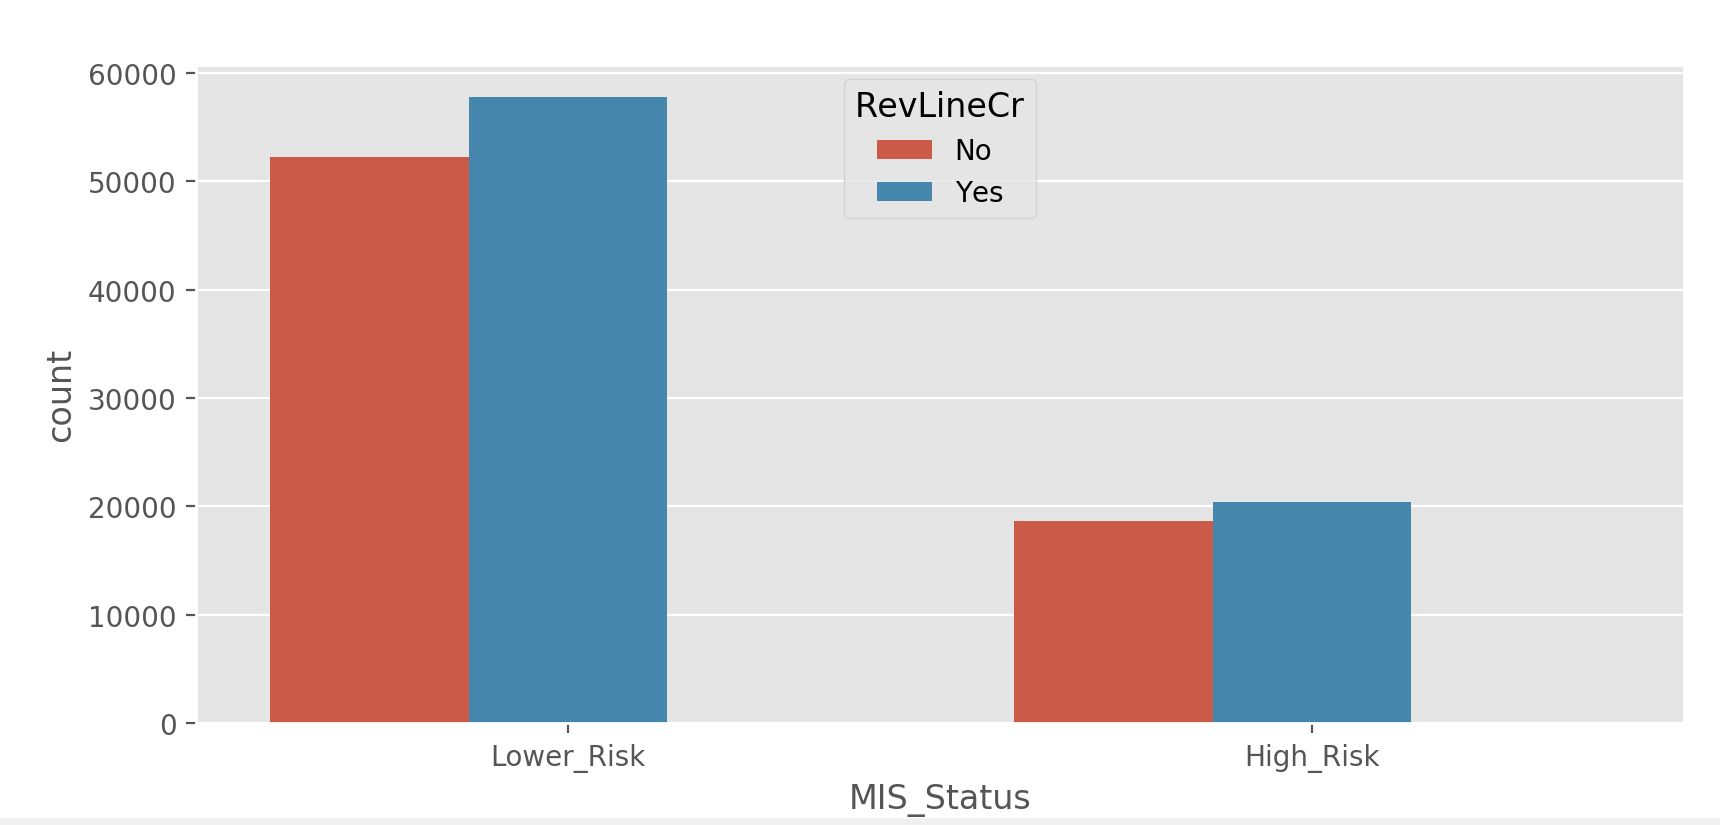 60000
50000
40000
30000
20000
10000
0
count
RevLineCr
No
Yes
Lower_Risk
High_Risk
MIS_Status